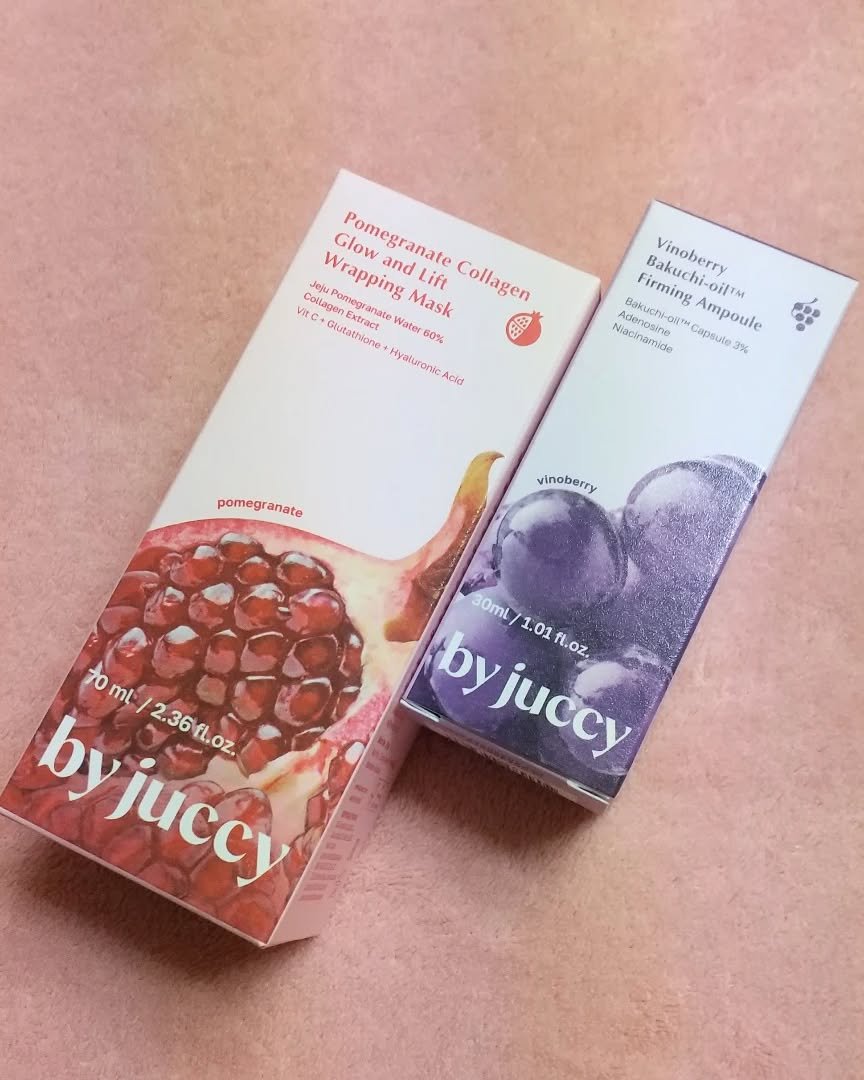 Pomegranate Collagen
Glow and Lift
Wrapping Mask
Jeju Pomegranate Water 60%
Collagen Extract
Vit C + Glutathione + Hyaluronic Acid
pomegranate
70 ml / 2.36 fl.oz.
by juccy
Vinoberry
Bakuchi-oil™
Firming Ampoule
Bakuchi-oil™ Capsule 3%
Adenosine
Niacinamide
vinoberry
30ml / 1.01 fl.oz.
by juccy